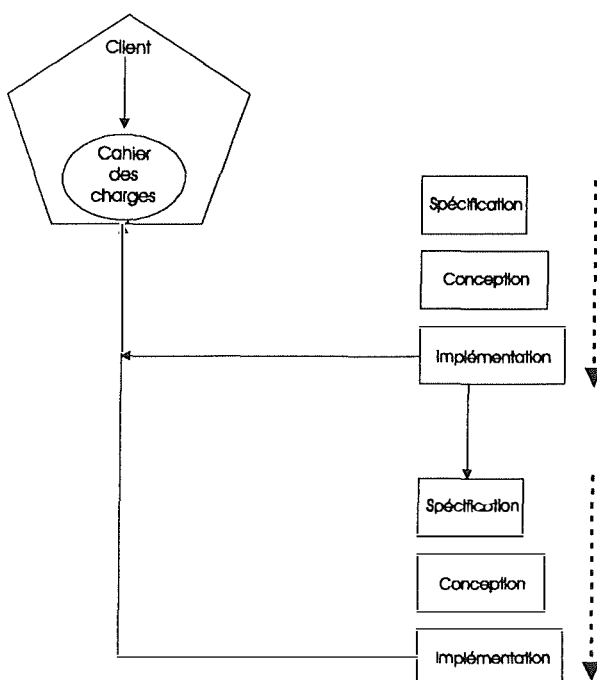 Client
Cahier
des
charges
Spécification
Conception
Implémentation
Spécification
Conception
Implémentation